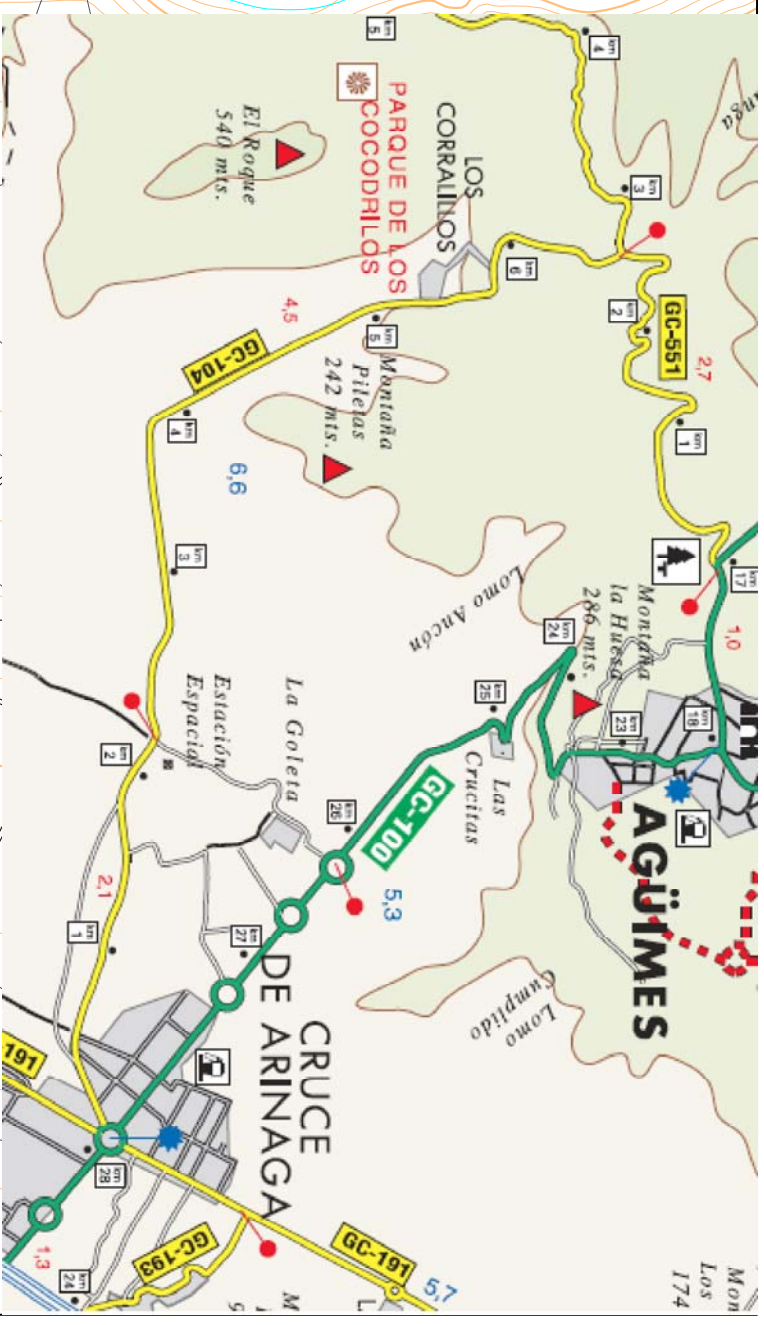 km
5
km
4
km
3
El Roque
540 mts.
PARQUE DE LOS
COCODRILOS
LOS
CORRALILLOS
km
6
km
5
km
2
GC-551
2,7
4,5
GC-104
km
4
Montaña
Piletas
242 mts.
km
1
6,6
km
3
Lomo Ancón
km
17
1,0
Montaña
la Huesa
286 mts.
km
24
km
23
km
18
km
25
Las
Crucitas
Estación
Espacial
La Goleta
km
2
km
26
GC-100
5,3
AGÜIMES
2,1
km
1
km
27
Lomo
Cumplido
CRUCE
DE ARINAGA
191
km
28
GC-193
GC-191
5,7
1,3
km
24
Mon
Los
174